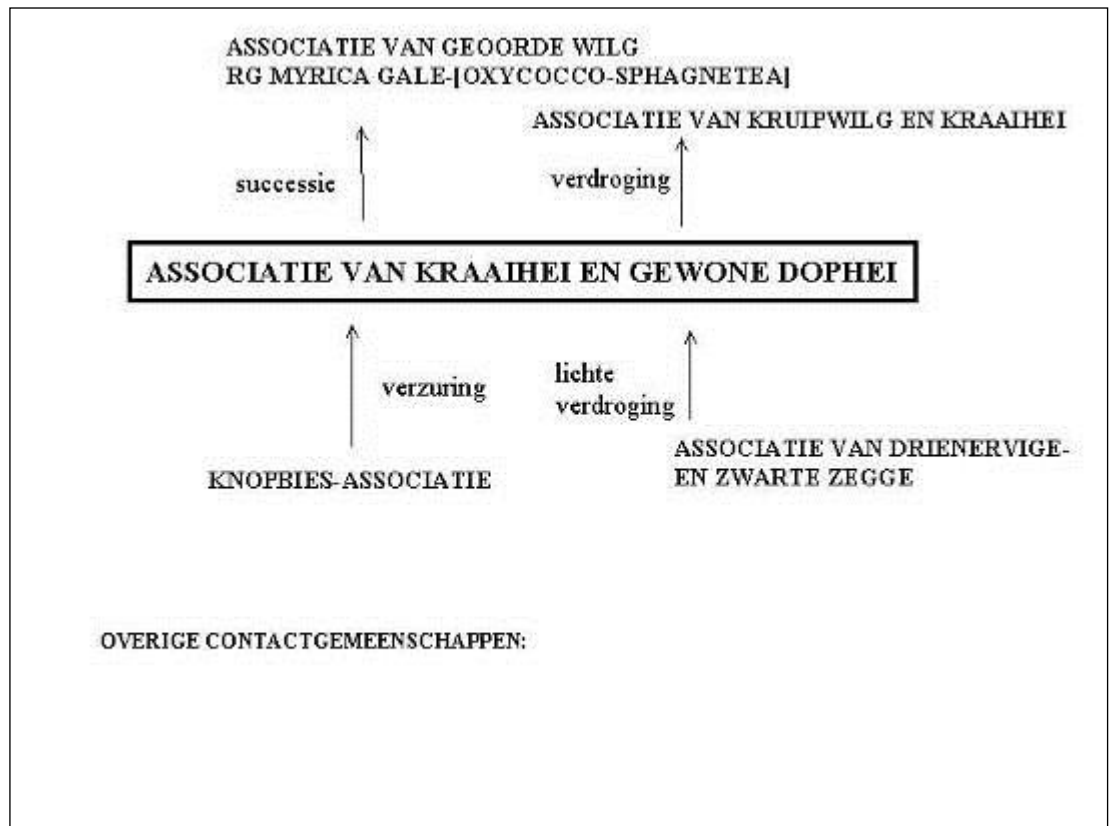 ASSOCIATIE VAN GEOORDE WILG
RG MYRICA GALE-[OXYCOCCO-SPHAGNETEA]
ASSOCIATIE VAN KRUIPWILG EN KRAAIHEI
successie
verdroging
ASSOCIATIE VAN KRAAIHEI EN GEWONE DOPHEI
verzuring
lichte
verdroging
KNOPBIES-ASSOCIATIE
ASSOCIATIE VAN DRIENERVIGE-
EN ZWARTE ZEGGE
OVERIGE CONTACTGEMEENSCHAPPEN: